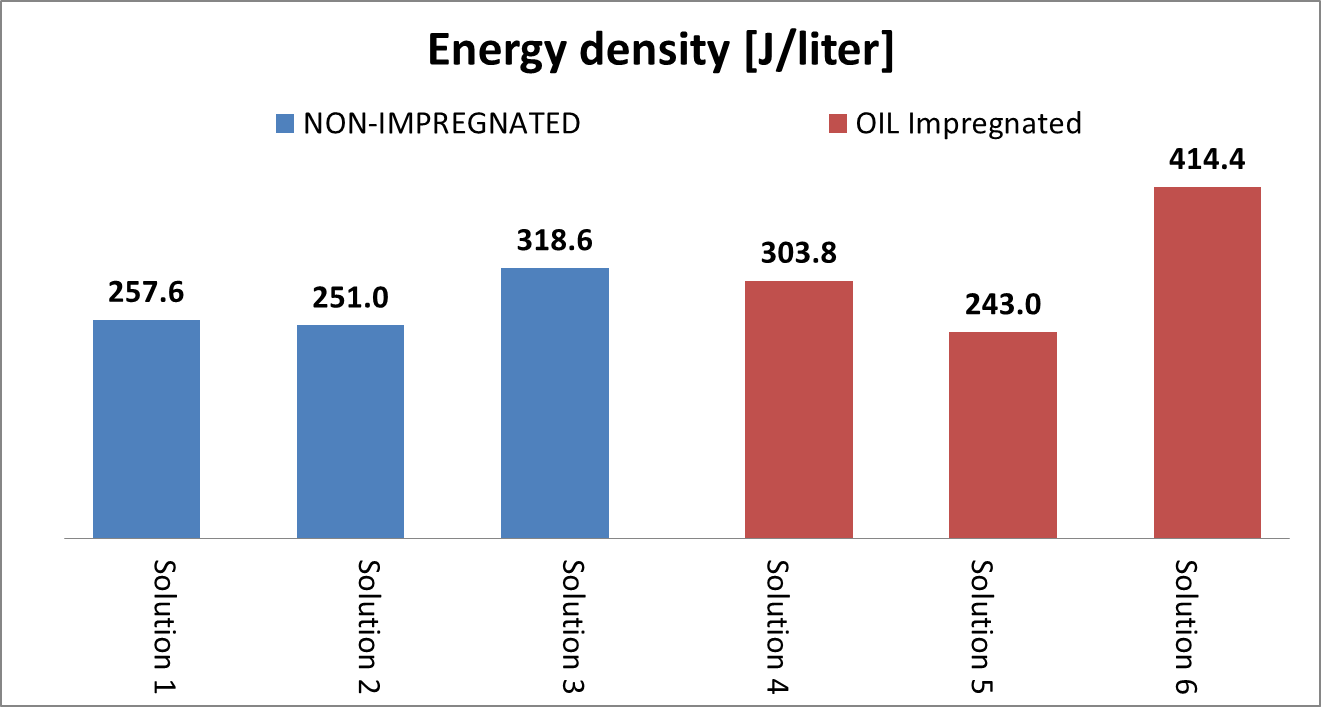 Energy density [J/liter]
NON-IMPREGNATED
OIL Impregnated
257.6
251.0
318.6
303.8
243.0
414.4
Solution 1
Solution 2
Solution 3
Solution 4
Solution 5
Solution 6